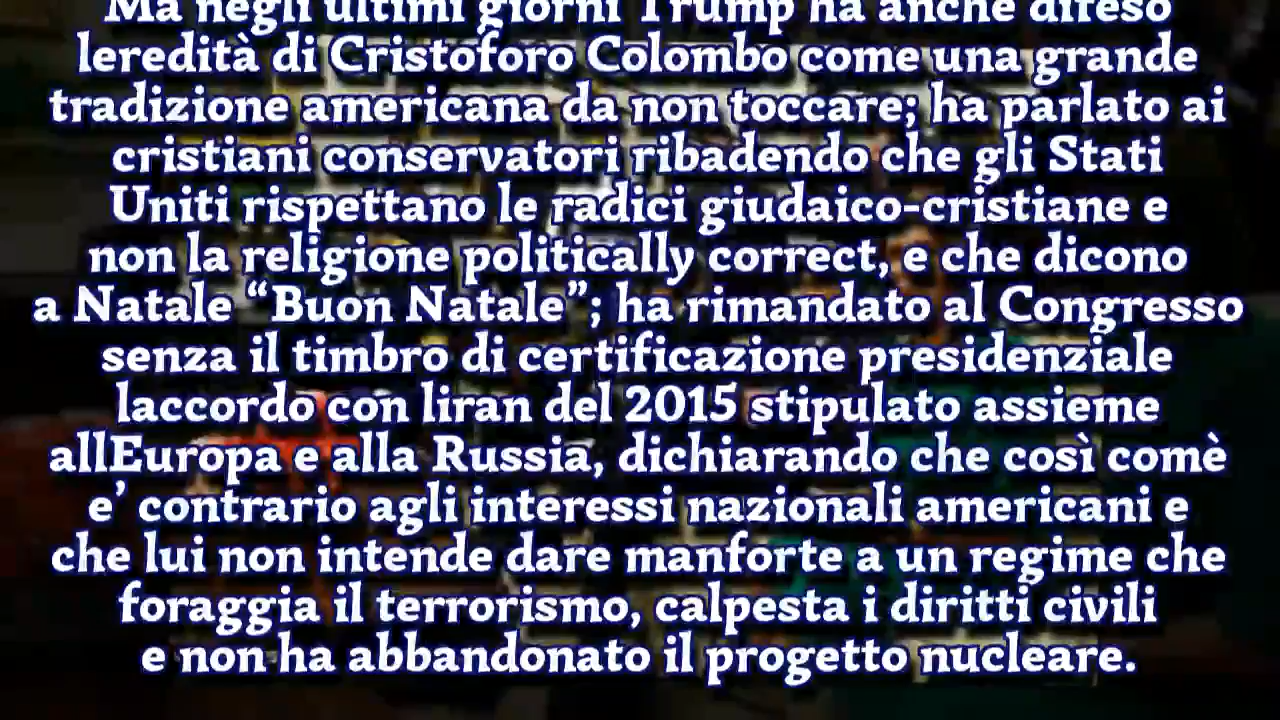 Ma negli ultimi giorni Trump ha anche difeso
leredità di Cristoforo Colombo come una grande
tradizione americana da non toccare; ha parlato ai
cristiani conservatori ribadendo che gli Stati
Uniti rispettano le radici giudaico-cristiane e
non la religione politically correct, e che dicono
a Natale “Buon Natale”; ha rimandato al Congresso
senza il timbro di certificazione presidenziale
laccordo con liran del 2015 stipulato assieme
allEuropa e alla Russia, dichiarando che così comè
e’ contrario agli interessi nazionali americani e
che lui non intende dare manforte a un regime che
foraggia il terrorismo, calpesta i diritti civili
e non ha abbandonato il progetto nucleare.